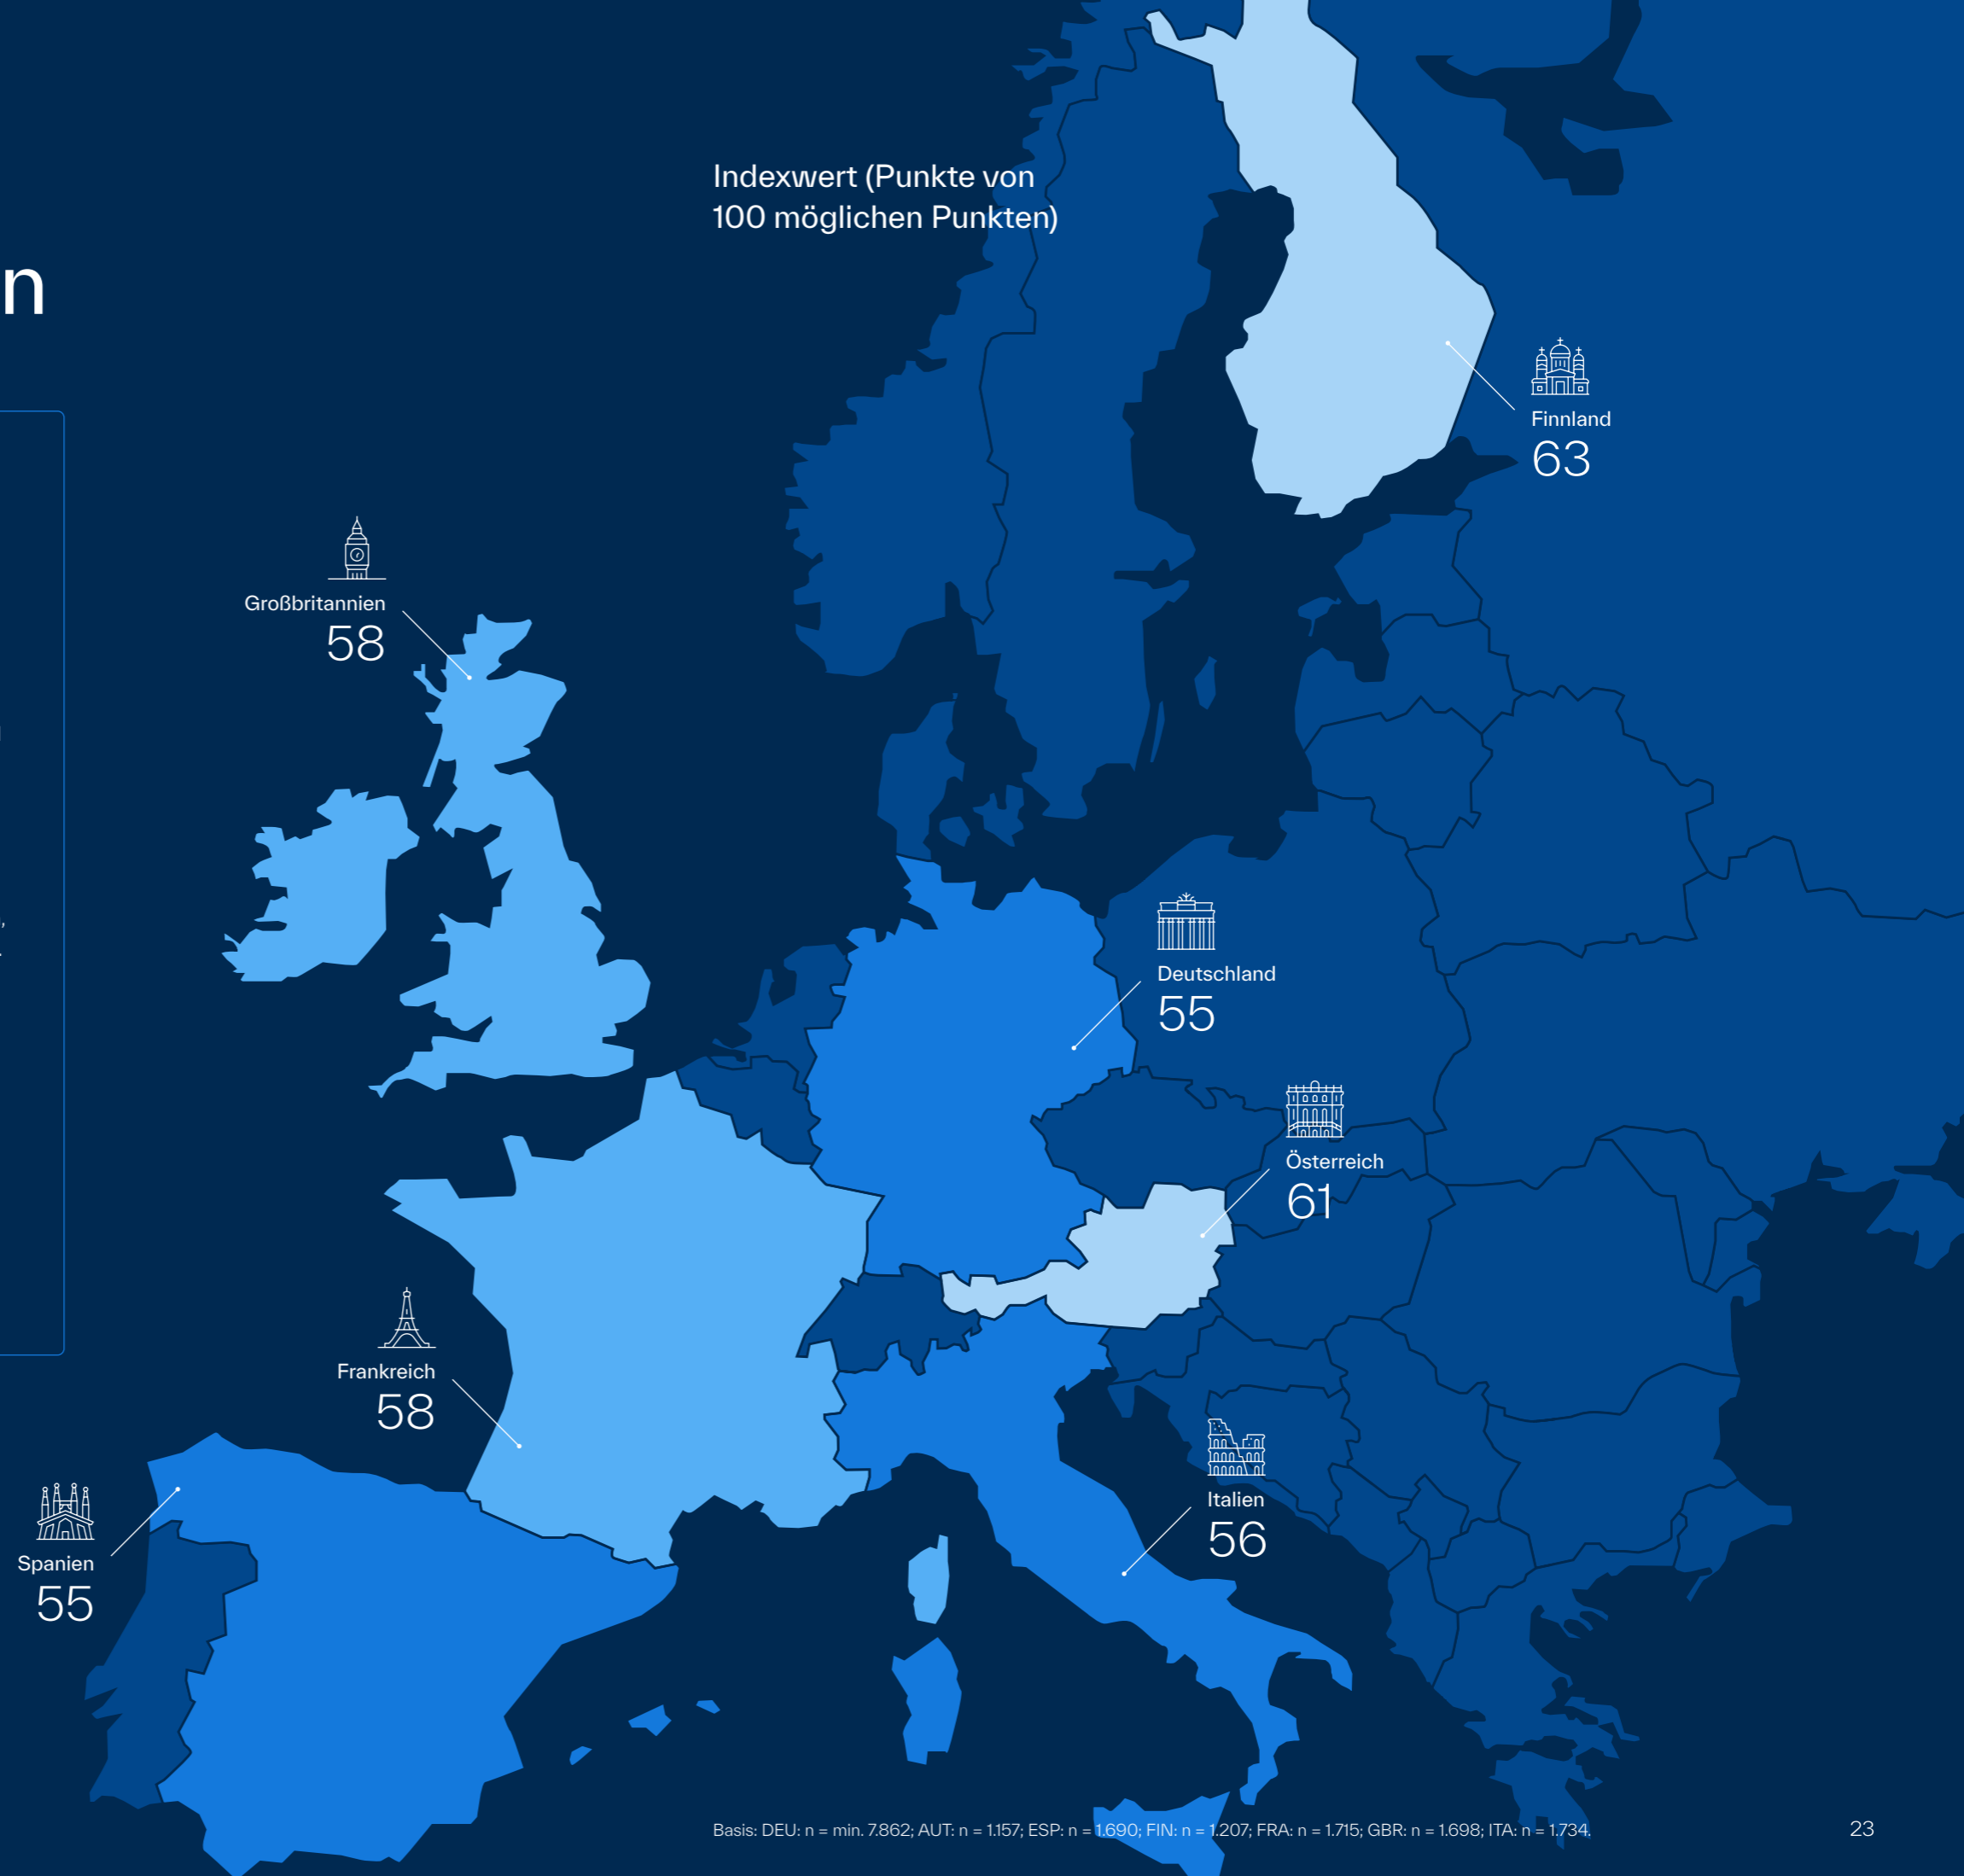 n
Indexwert (Punkte von
100 möglichen Punkten)
Finnland
63
Großbritannien
58
Deutschland
55
Österreich
61
Frankreich
58
Italien
56
Spanien
55
Basis: DEU: n = min. 7.862; AUT: n = 1.157; ESP: n = 1.690; FIN: n = 1.207; FRA: n = 1.715; GBR: n = 1.698; ITA: n = 1.734.
23